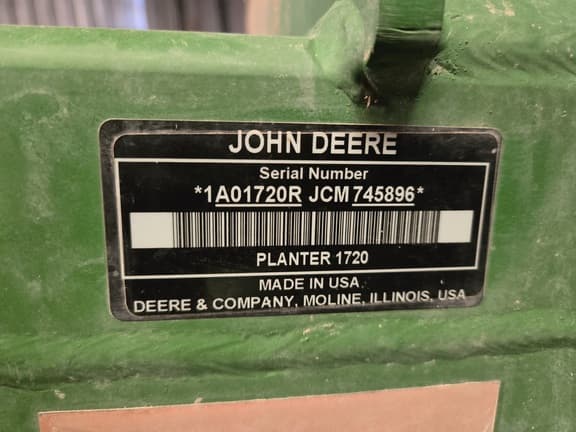 JOHN DEERE
Serial Number
*1A01720R JCM745896*
PLANTER 1720
MADE IN USA
DEERE & COMPANY, MOLINE, ILLINOIS, USA